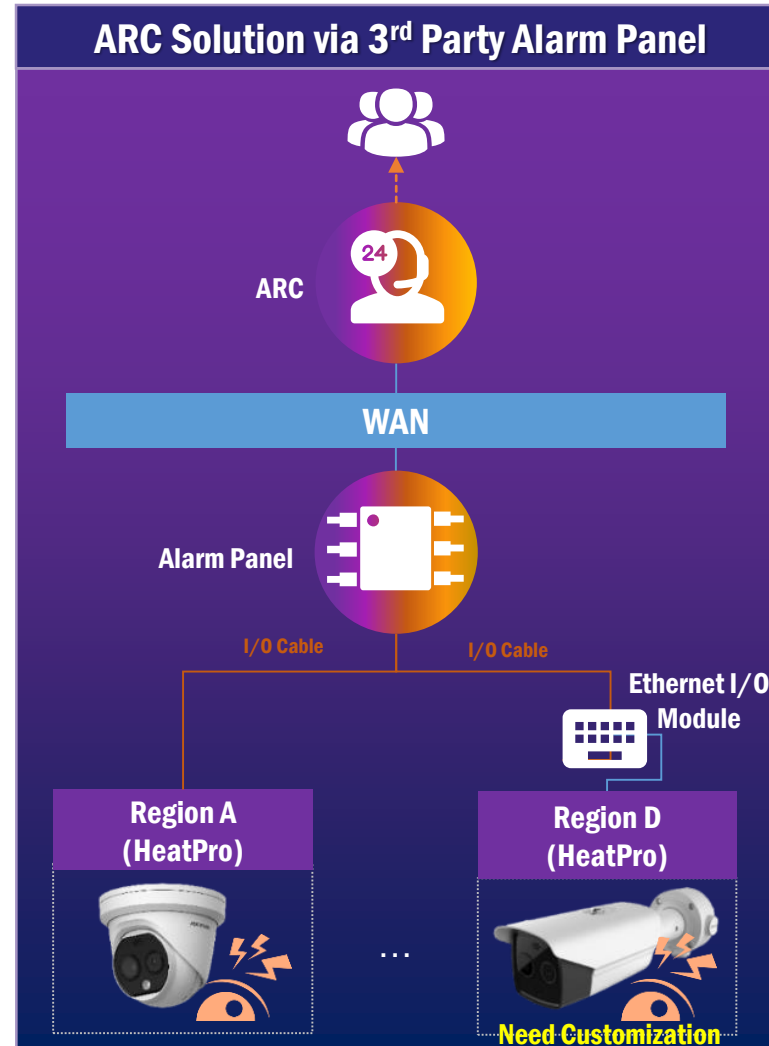 ARC Solution via 3rd Party Alarm Panel
24
ARC
WAN
Alarm Panel
I/O Cable
I/O Cable
Ethernet I/O
Module
Region A
(HeatPro)
Region D
(HeatPro)
...
Need Customization